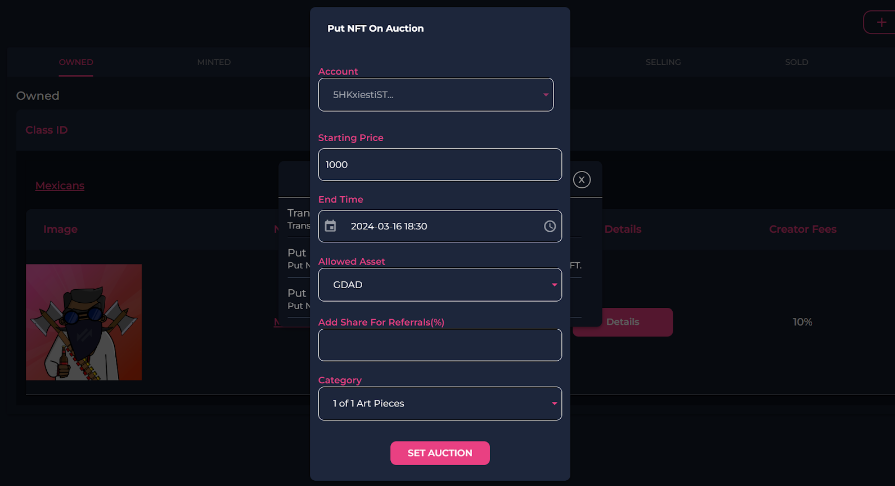 Put NFT On Auction
OWNED
MINTED
SELLING
SOLD
Owned
Class ID
Mexicans
Image
Details
Creator Fees
Details
10%
X
Tran
Trans
Put
Put N
FT.
Put
Put N
Account
5HKxiestiST...
Starting Price
1000
End Time
2024-03-16 18:30
Allowed Asset
GDAD
Add Share For Referrals(%)
Category
1 of 1 Art Pieces
SET AUCTION